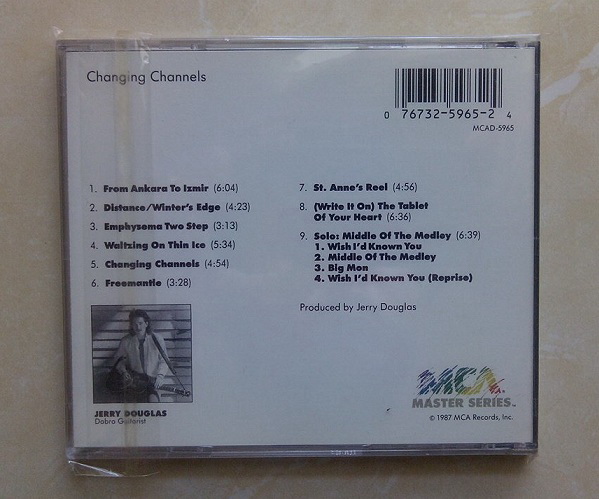 Changing Channels
0 76732-5965-2 4
MCAD-5965
1. From Ankara To Izmir (6:04)
2. Distance/Winter's Edge (4:23)
3. Emphysema Two Step (3:13)
4. Waltzing On Thin Ice (5:34)
5. Changing Channels (4:54)
6. Freemantle (3:28)
7. St. Anne's Reel (4:56)
8. (Write It On) The Tablet
Of Your Heart (6:36)
9. Solo: Middle Of The Medley (6:39)
1. Wish I'd Known You
2. Middle Of The Medley
3. Big Mon
4. Wish I'd Known You (Reprise)
Produced by Jerry Douglas
JERRY DOUGLAS
Dobro Guitarist
MCA
MASTER SERIES™
© 1987 MCA Records, Inc.